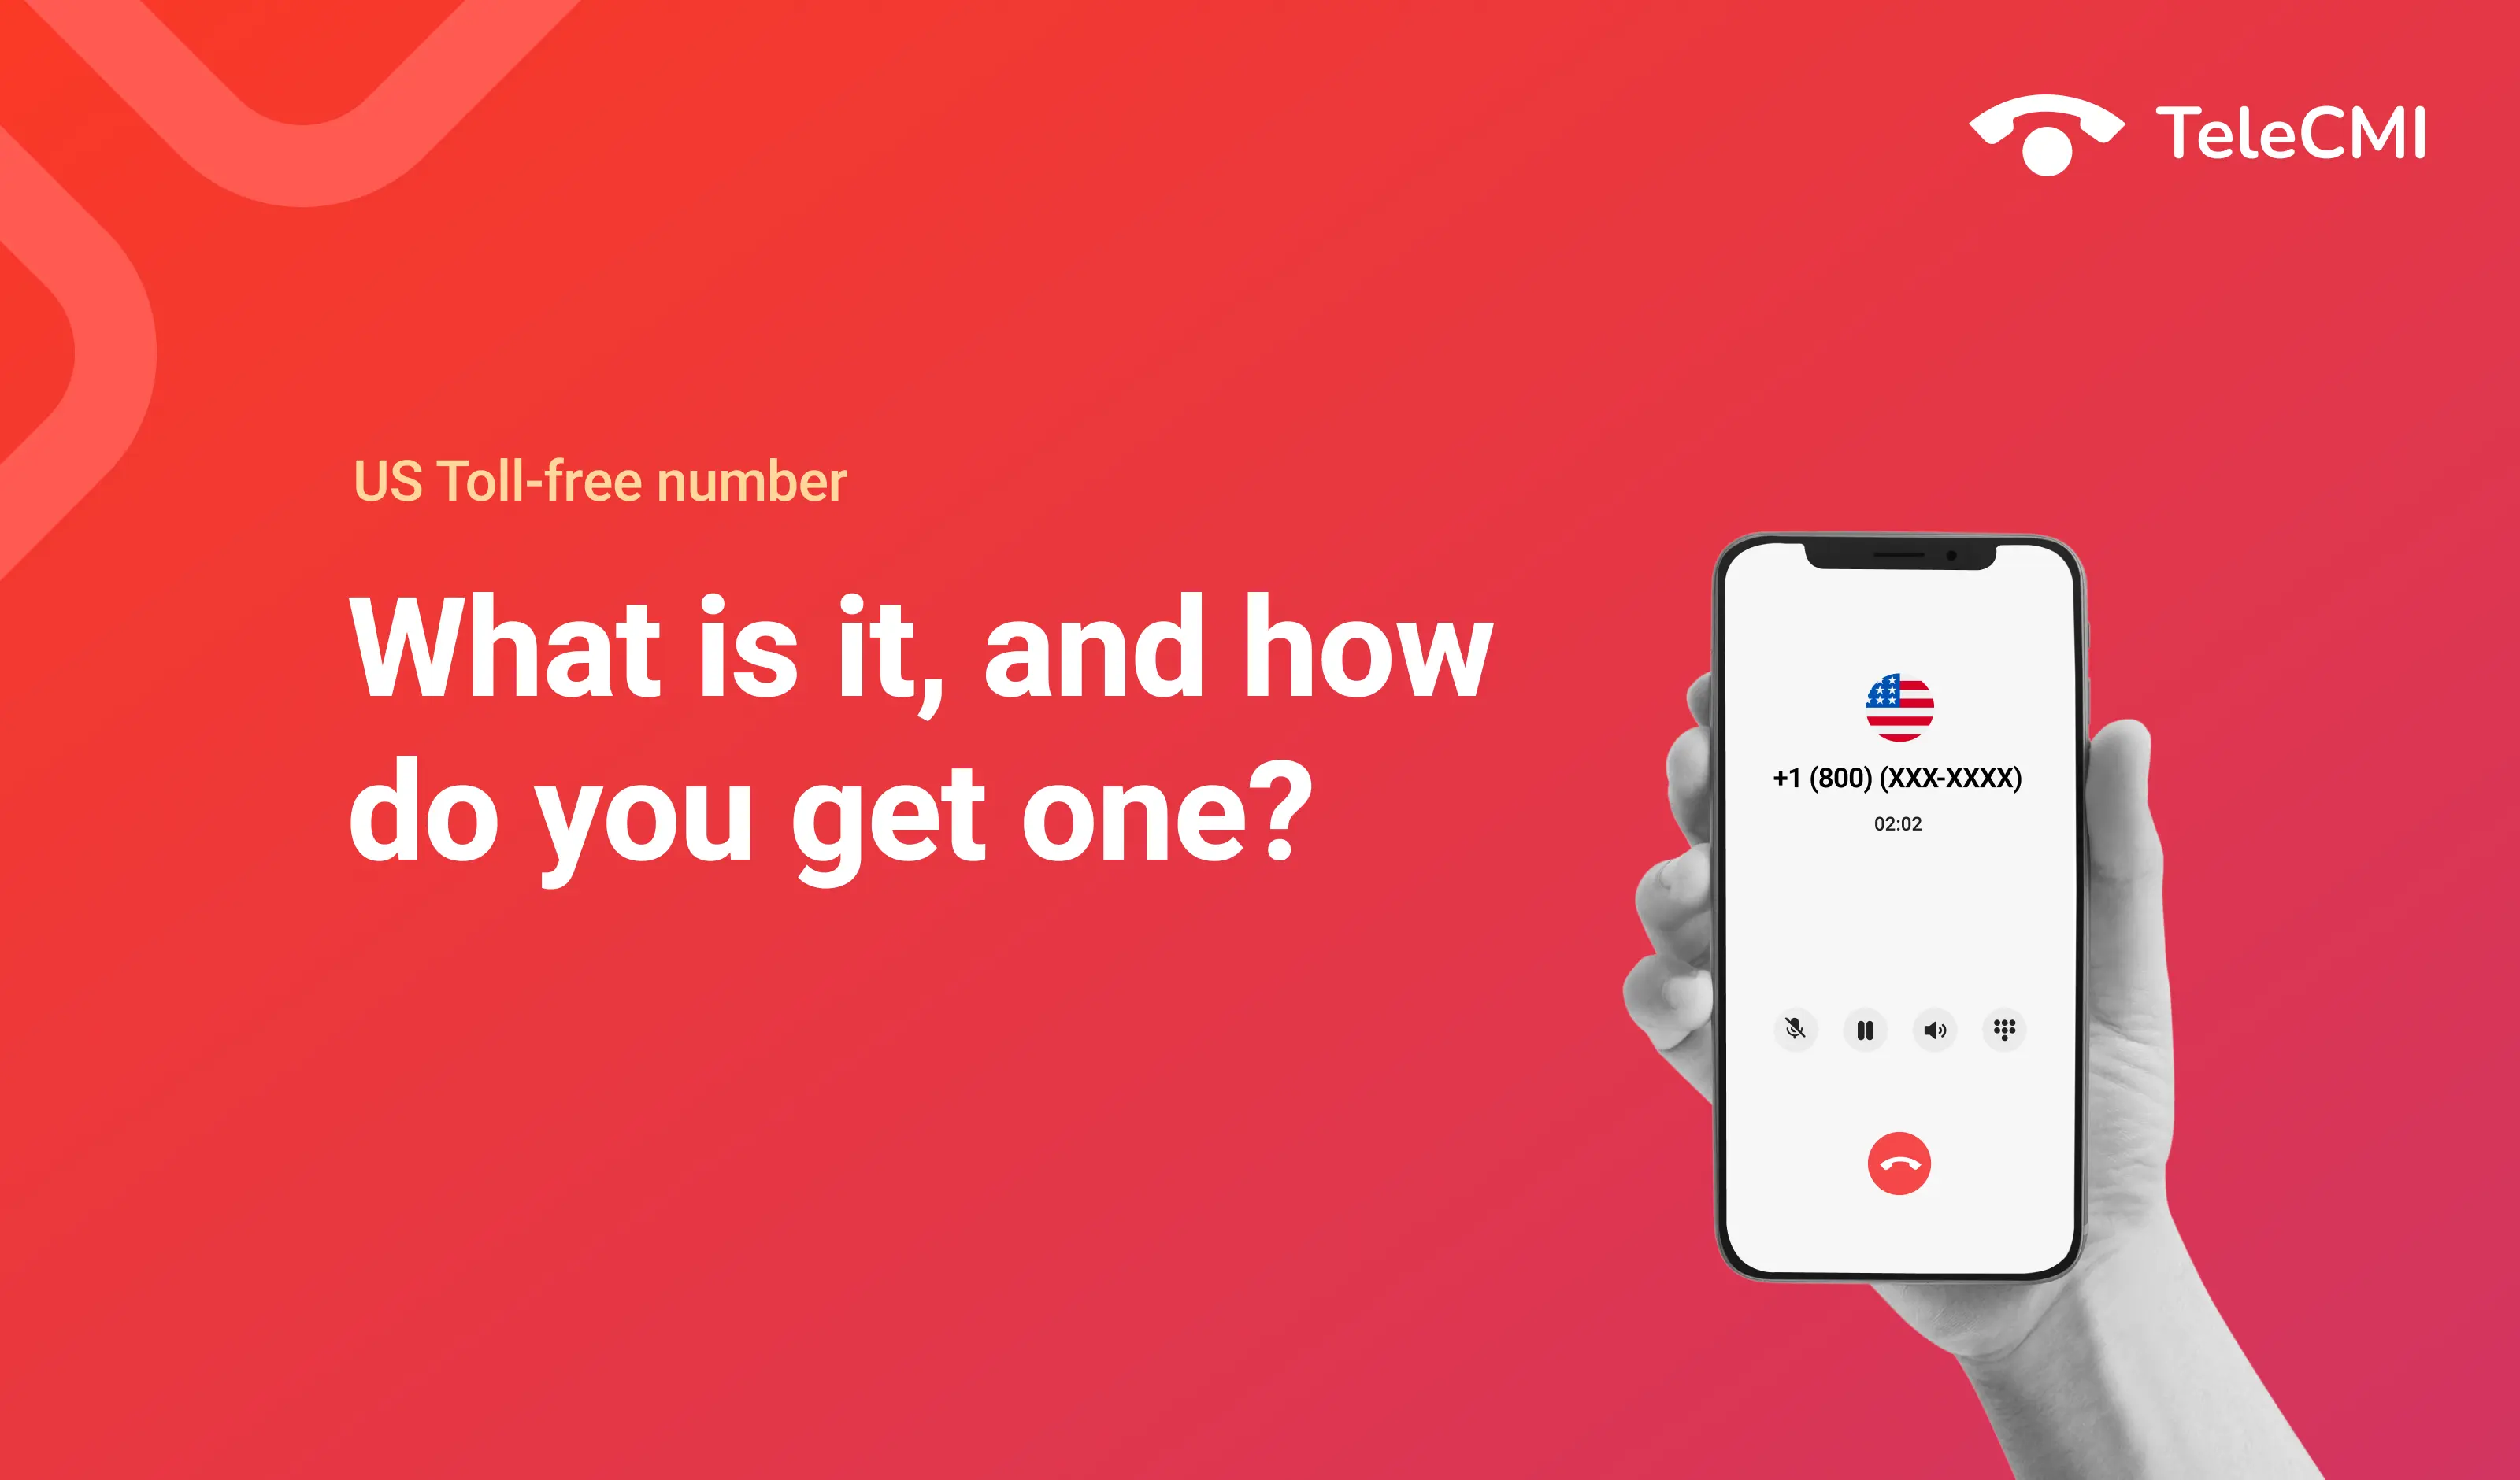 TeleCMI
US Toll-free number
What is it, and how
do you get one?
+1 (800) (XXX-XXXX)
02:02